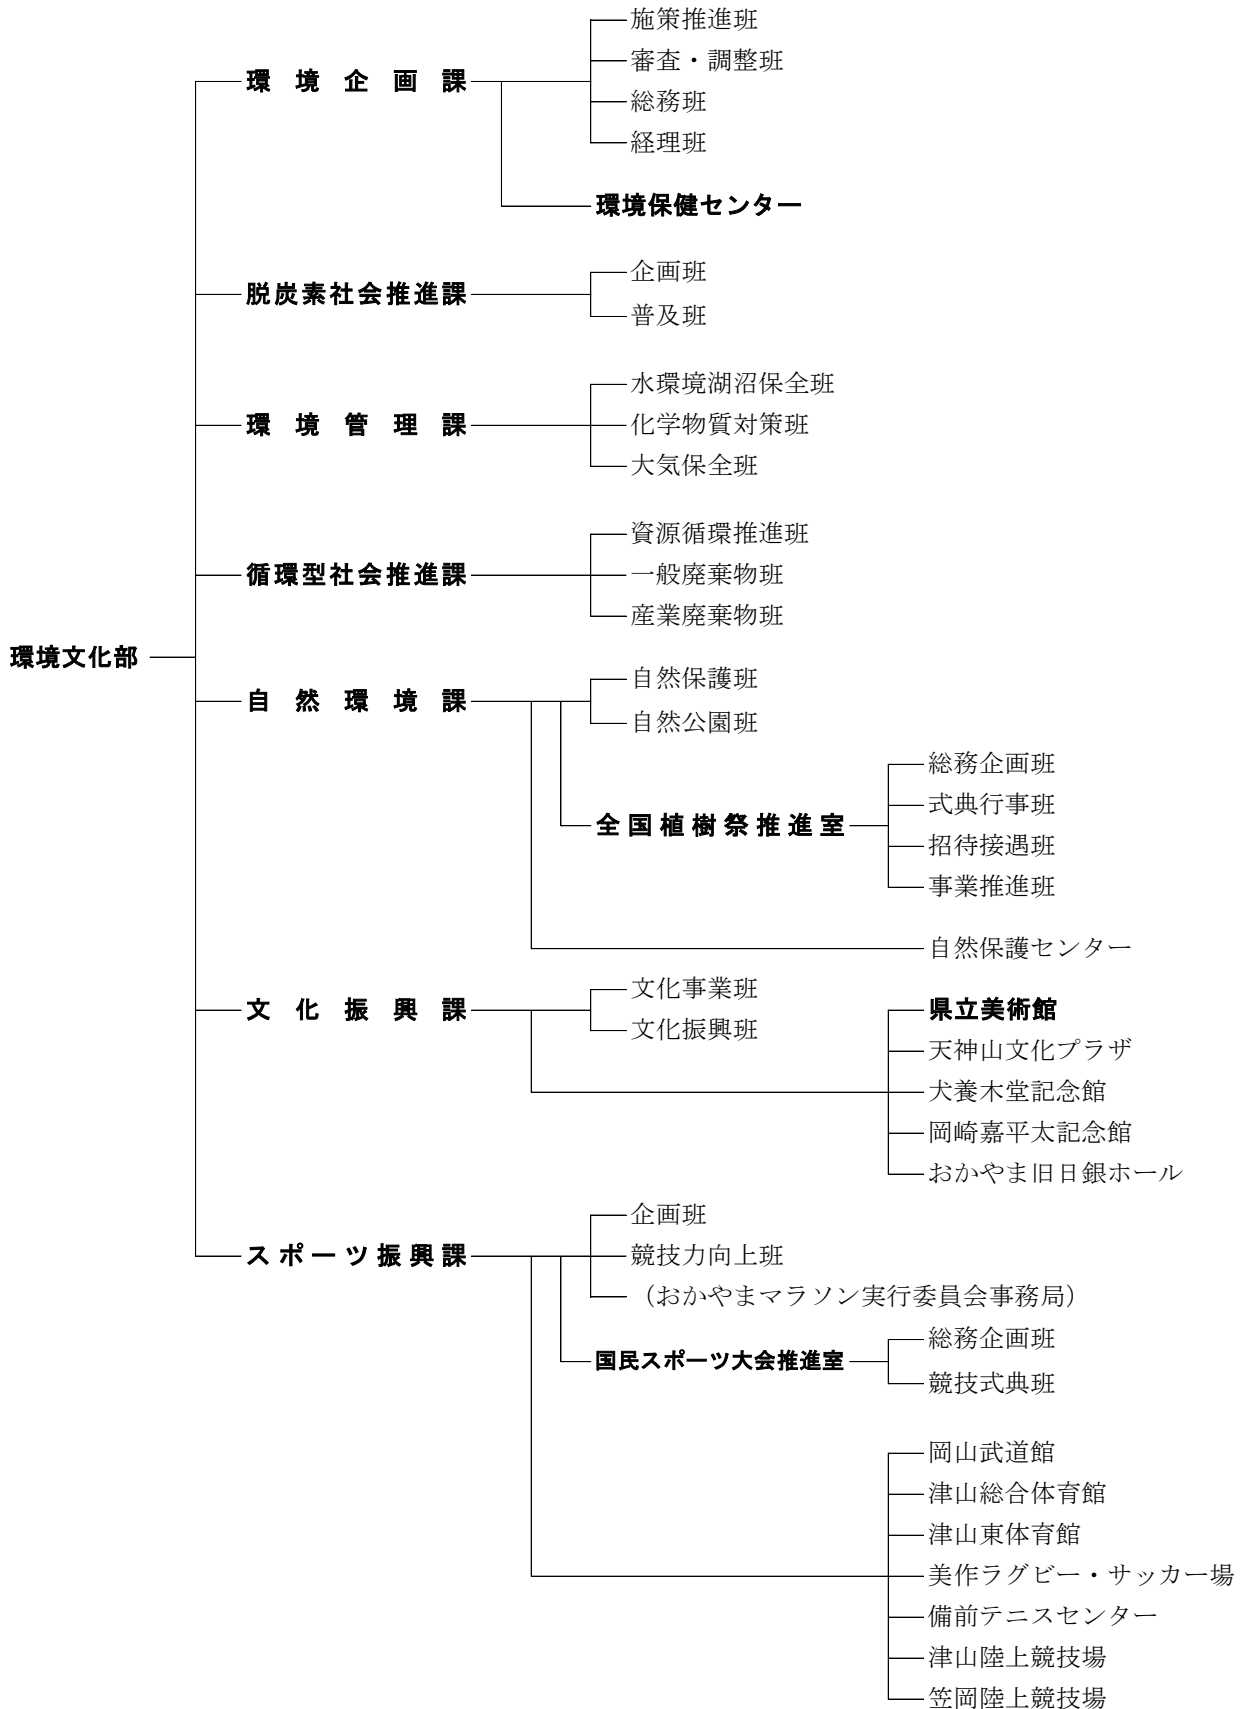 環境文化部
環境企画課
施策推進班
審査・調整班
総務班
経理班
環境保健センター
脱炭素社会推進課
企画班
普及班
環境管理課
水環境湖沼保全班
化学物質対策班
大気保全班
循環型社会推進課
資源循環推進班
一般廃棄物班
産業廃棄物班
自然環境課
自然保護班
自然公園班
全国植樹祭推進室
総務企画班
式典行事班
招待接遇班
事業推進班
自然保護センター
文化振興課
文化事業班
文化振興班
県立美術館
天神山文化プラザ
犬養木堂記念館
岡崎嘉平太記念館
おかやま旧日銀ホール
スポーツ振興課
企画班
競技力向上班
（おかやまマラソン実行委員会事務局）
国民スポーツ大会推進室
総務企画班
競技式典班
岡山武道館
津山総合体育館
津山東体育館
美作ラグビー・サッカー場
備前テニスセンター
津山陸上競技場
笠岡陸上競技場